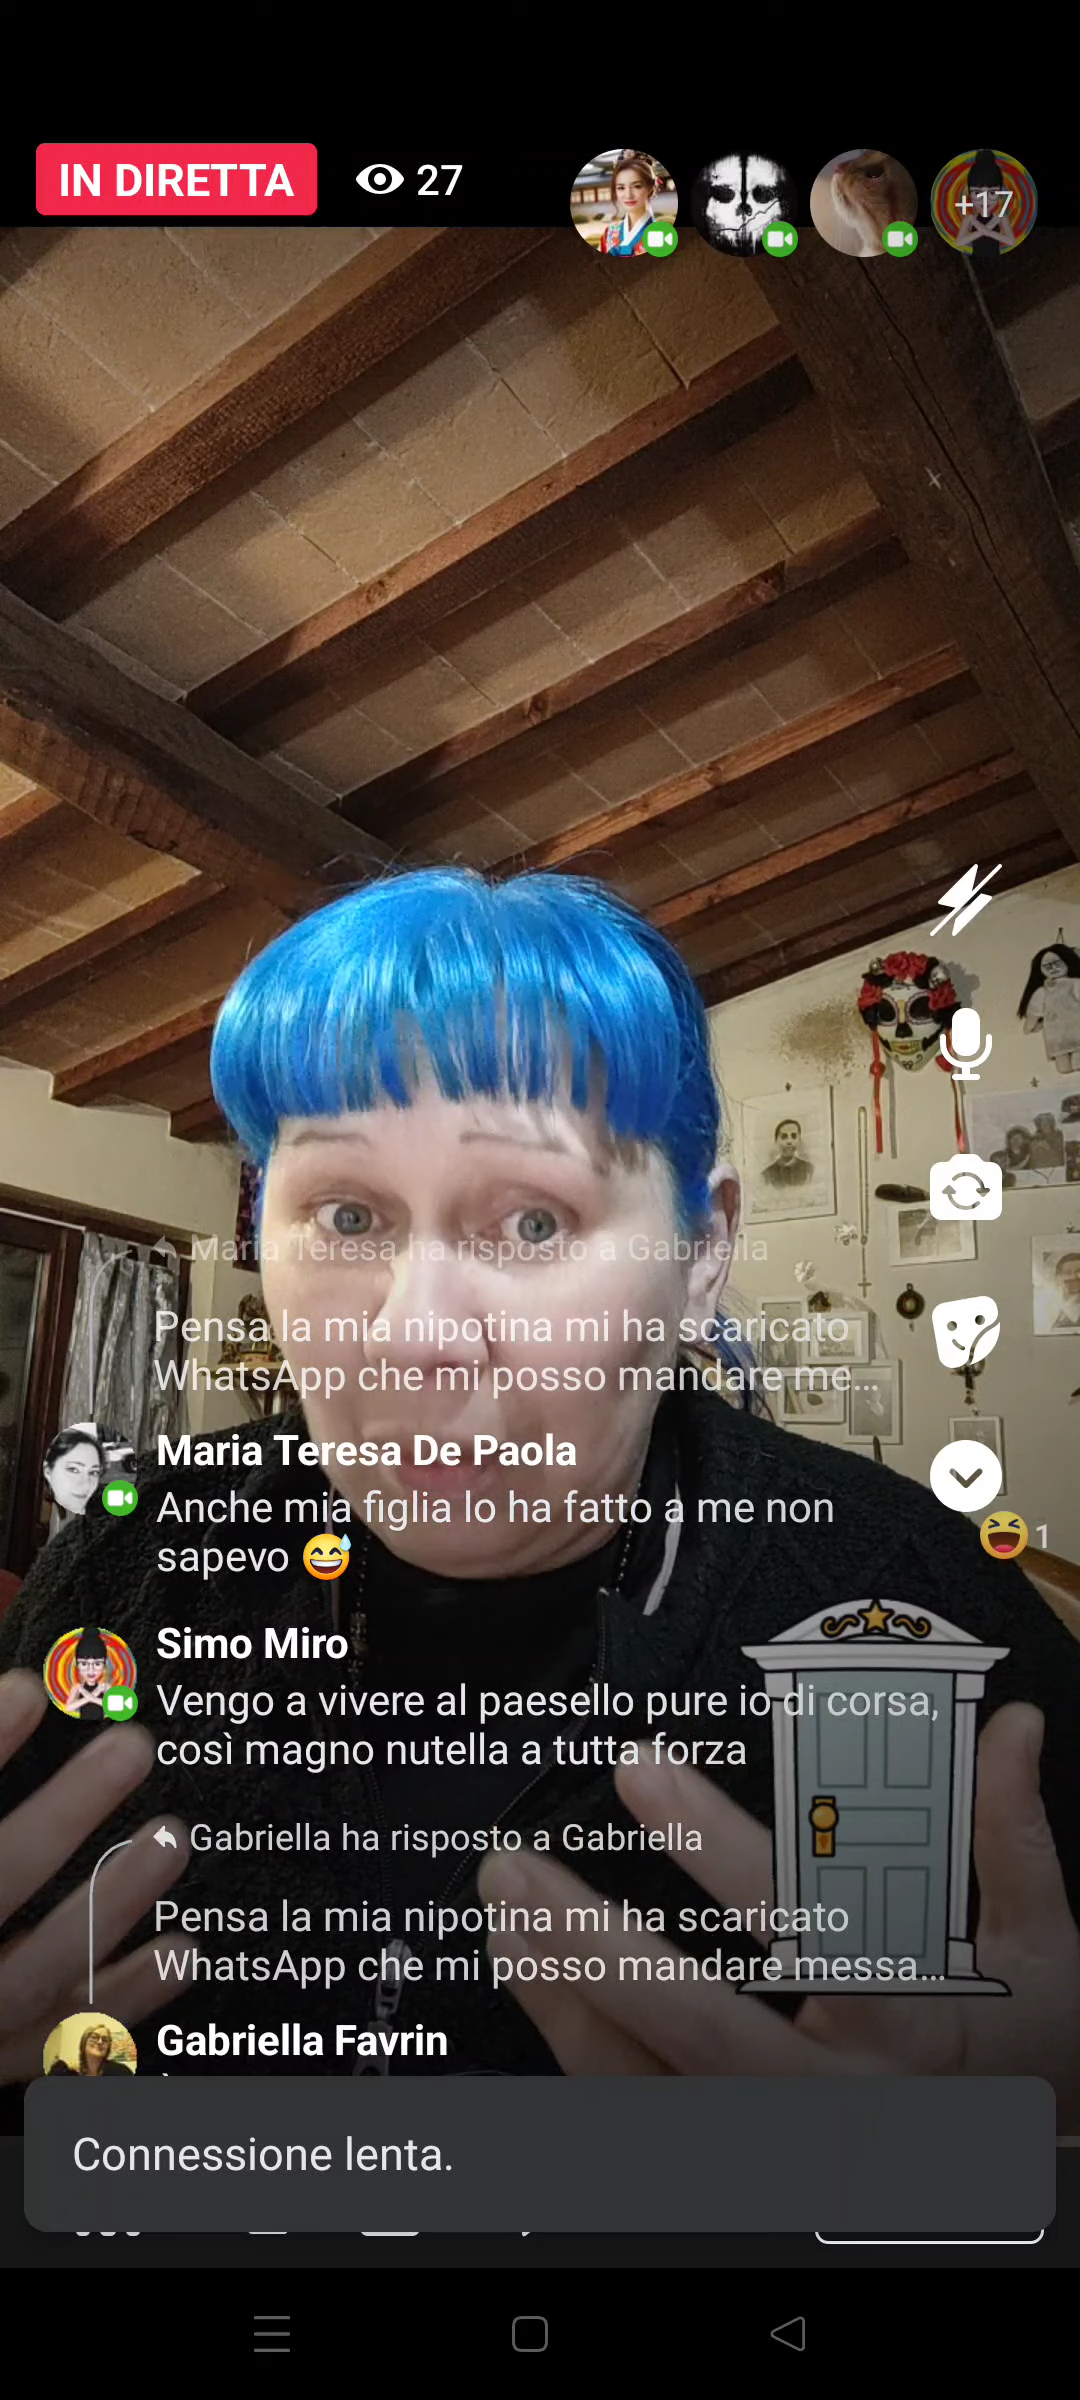 IN DIRETTA
27
+17
Maria Teresa ha risposto a Gabriella
Pensa la mia nipotina mi ha scaricato
WhatsApp che mi posso mandare me...
Maria Teresa De Paola
Anche mia figlia lo ha fatto a me non
sapevo 😅
1
Simo Miro
Vengo a vivere al paesello pure io di corsa,
così magno nutella a tutta forza
Gabriella ha risposto a Gabriella
Pensa la mia nipotina mi ha scaricato
WhatsApp che mi posso mandare messa...
Gabriella Favrin
Connessione lenta.